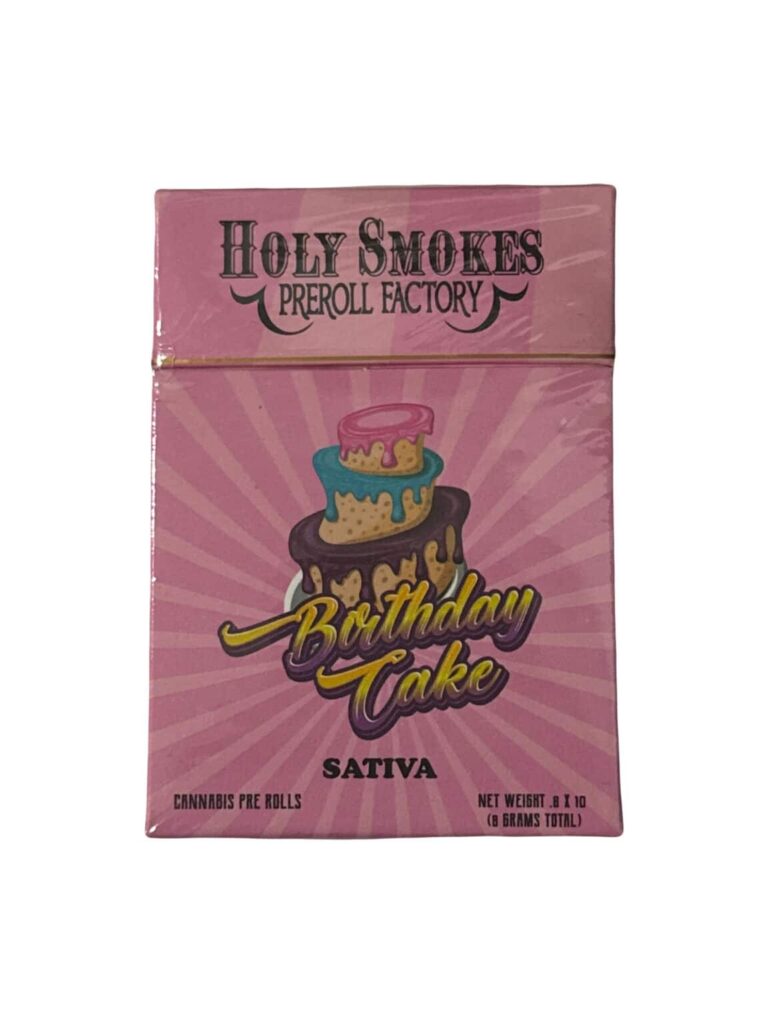 HOLY SMOKES
PREROLL FACTORY
Birthday
Cake
SATIVA
CANNABIS PRE ROLLS
NET WEIGHT .8 X 10
(8 GRAMS TOTAL)